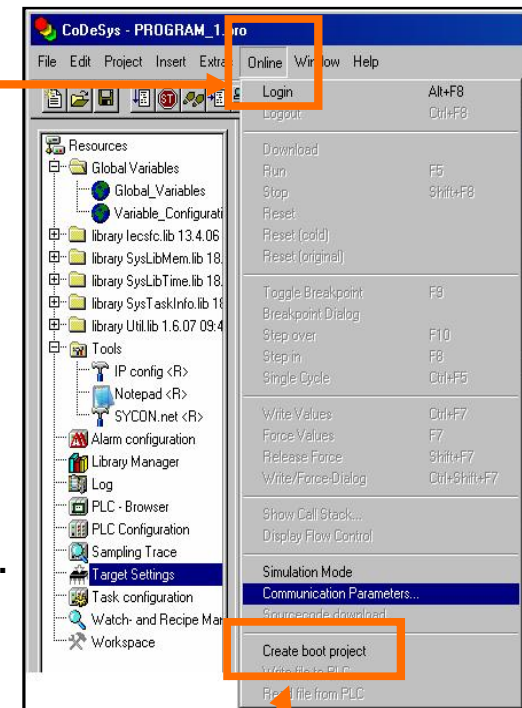 CoDeSys - PROGRAM_1.pro
File Edit Project Insert Extras Online Window Help
Login Alt+F8
Logout Ctrl+F8
Download
Run F5
Stop Shift+F8
Reset
Reset (cold)
Reset (original)
Toggle Breakpoint F9
Breakpoint Dialog
Step over F10
Step in F8
Single Cycle Ctrl+F5
Write Values Ctrl+F7
Force Values F7
Release Force Shift+F7
Write/Force-Dialog Ctrl+Shift+F7
Show Call Stack...
Display Flow Control
Simulation Mode
Communication Parameters...
Sourcecode download
Create boot project
Write file to PLC
Read file from PLC
Resources
Global Variables
Global_Variables
Variable_Configurati
library Iecsfc.lib 13.4.06
library SysLibMem.lib 18.
library SysLibTime.lib 18.
library SysTaskInfo.lib 18
library Util.lib 1.6.07 09:4
Tools
IP config <R>
Notepad <R>
SYCON.net <R>
Alarm configuration
Library Manager
Log
PLC - Browser
PLC Configuration
Sampling Trace
Target Settings
Task configuration
Watch- and Recipe Mar
Workspace
.